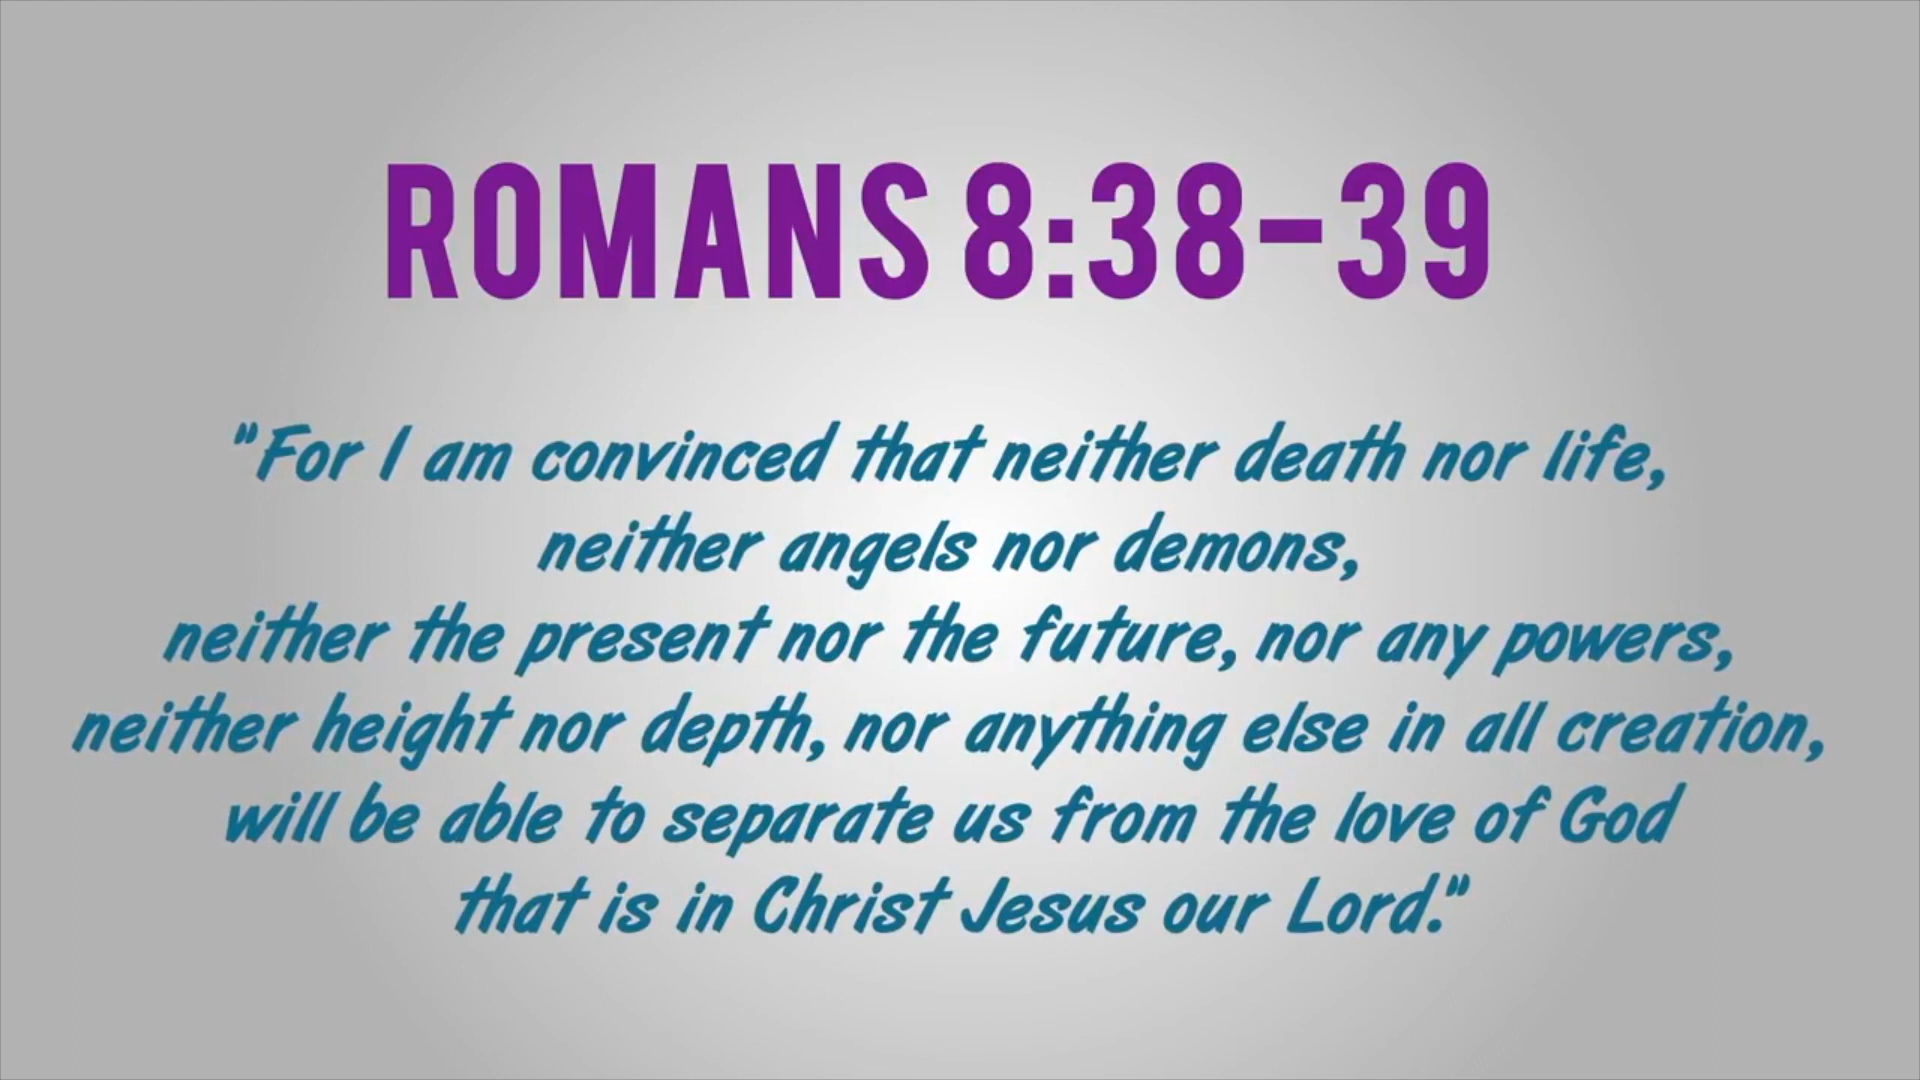 ROMANS 8:38-39
"For I am convinced that neither death nor life,
neither angels nor demons,
neither the present nor the future, nor any powers,
neither height nor depth, nor anything else in all creation,
will be able to separate us from the love of God
that is in Christ Jesus our Lord."